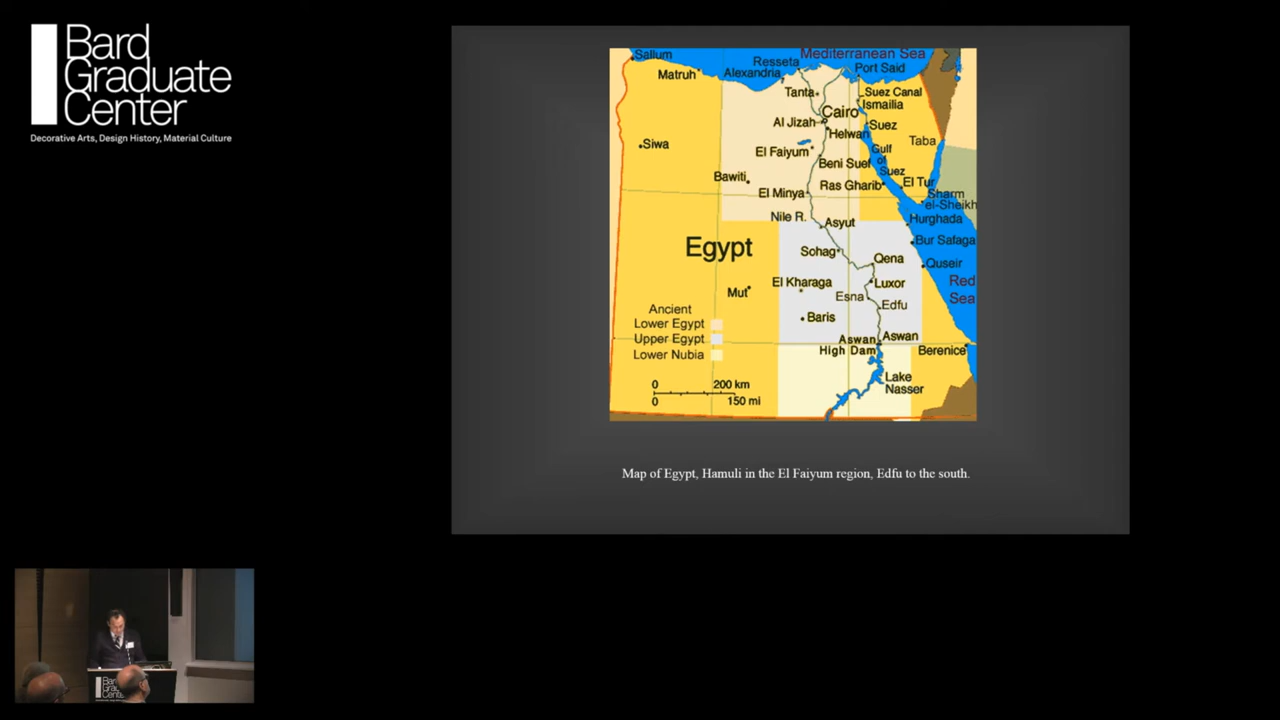 Bard
Graduate
Center
Decorative Arts, Design History, Material Culture
Mediterranean Sea
Sallum
Resseta
Matruh
Alexandria
Port Said
Tanta
Suez Canal
Ismailia
Cairo
Al Jizah
Suez
Helwan
Taba
Siwa
El Faiyum
Gulf
of
Suez
Beni Suef
Bawiti
Ras Gharib
El Tur
El Minya
Sharm
el-Sheikh
Nile R.
Asyut
Hurghada
Egypt
Sohag
Bur Safaga
Qena
Quseir
El Kharaga
Luxor
Red
Sea
Mut
Esna
Edfu
Ancient
Lower Egypt
Upper Egypt
Lower Nubia
Baris
Aswan
High Dam
Aswan
Berenice
Lake
Nasser
0 200 km
0 150 mi
Map of Egypt, Hamuli in the El Faiyum region, Edfu to the south.
Bard
Graduate
Center